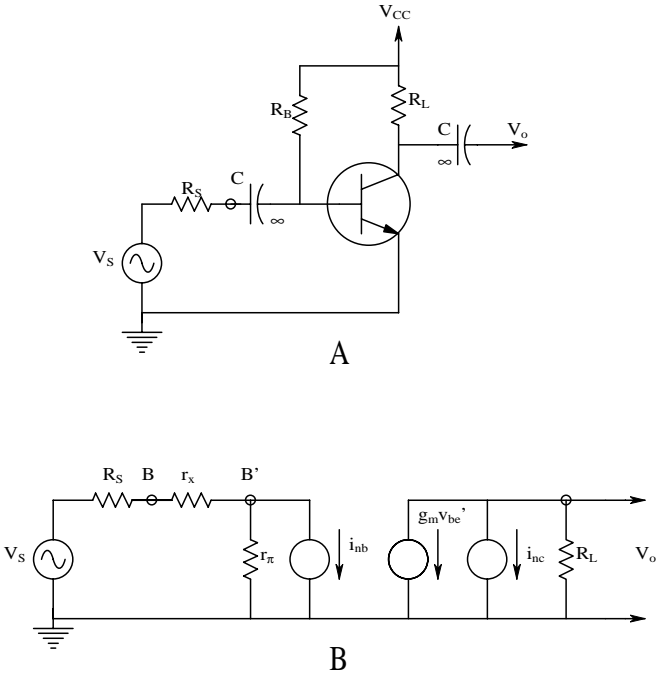 V_CC
R_B
R_L
C
∞
V_o
R_S
C
∞
V_S
A
R_S B r_x B'
V_S
r_π
i_nb
g_m v_be'
i_nc
R_L
V_o
B